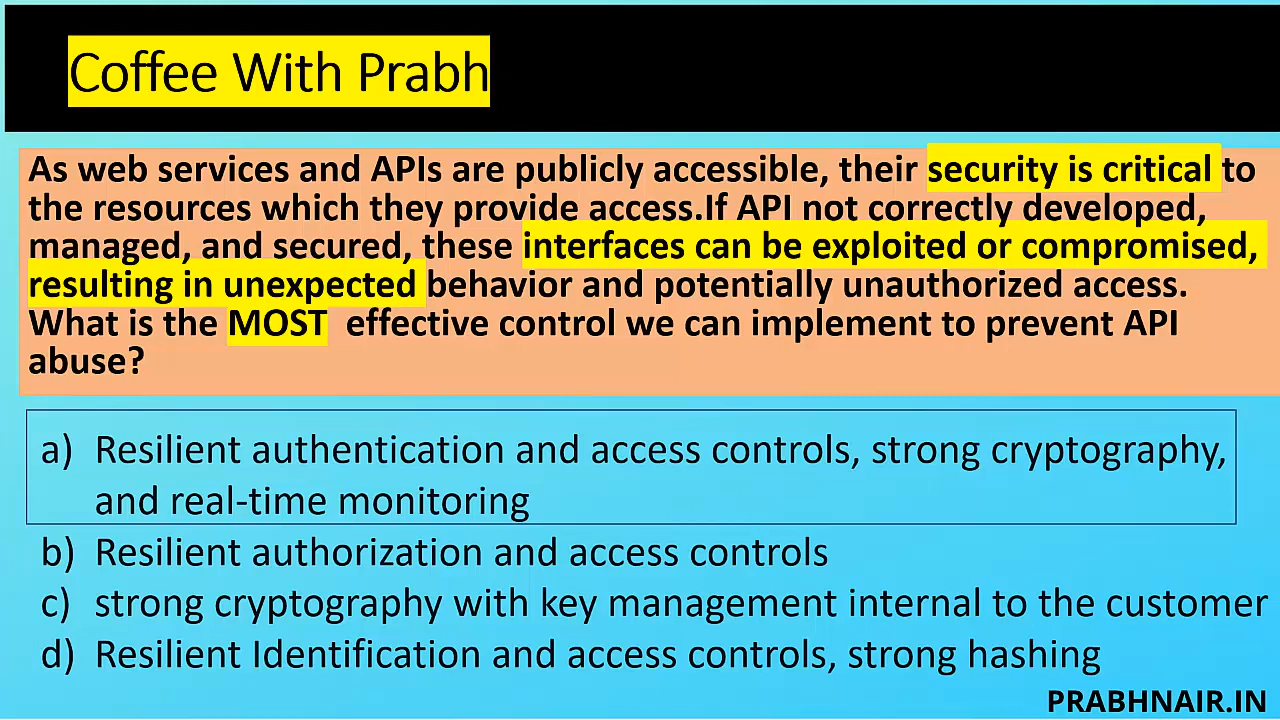 Coffee With Prabh
As web services and APIs are publicly accessible, their security is critical to
the resources which they provide access.If API not correctly developed,
managed, and secured, these interfaces can be exploited or compromised,
resulting in unexpected behavior and potentially unauthorized access.
What is the MOST effective control we can implement to prevent API
abuse?
a) Resilient authentication and access controls, strong cryptography,
and real-time monitoring
b) Resilient authorization and access controls
c) strong cryptography with key management internal to the customer
d) Resilient Identification and access controls, strong hashing
PRABHNAIR.IN